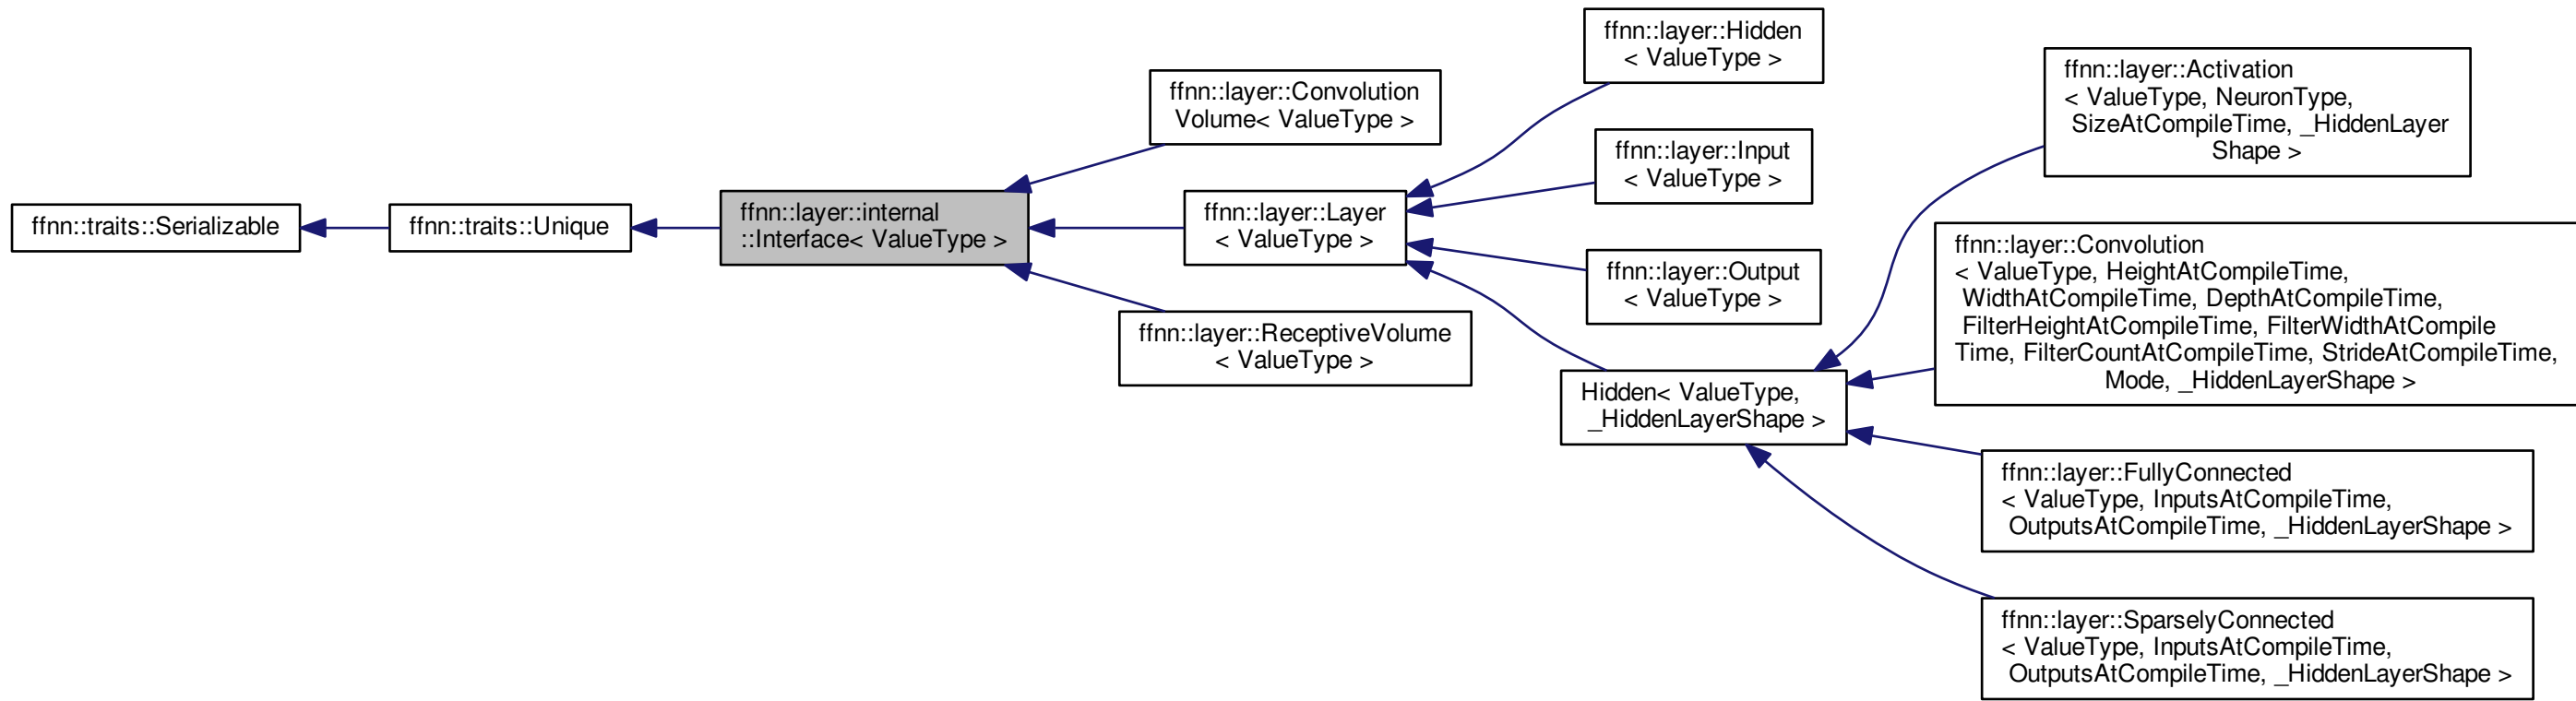 ffnn::traits::Serializable
ffnn::traits::Unique
ffnn::layer::internal
::Interface< ValueType >
ffnn::layer::Convolution
Volume< ValueType >
ffnn::layer::Layer
< ValueType >
ffnn::layer::ReceptiveVolume
< ValueType >
ffnn::layer::Hidden
< ValueType >
ffnn::layer::Input
< ValueType >
ffnn::layer::Output
< ValueType >
Hidden< ValueType,
_HiddenLayerShape >
ffnn::layer::Activation
< ValueType, NeuronType,
SizeAtCompileTime, _HiddenLayer
Shape >
ffnn::layer::Convolution
< ValueType, HeightAtCompileTime,
WidthAtCompileTime, DepthAtCompileTime,
FilterHeightAtCompileTime, FilterWidthAtCompile
Time, FilterCountAtCompileTime, StrideAtCompileTime,
Mode, _HiddenLayerShape >
ffnn::layer::FullyConnected
< ValueType, InputsAtCompileTime,
OutputsAtCompileTime, _HiddenLayerShape >
ffnn::layer::SparselyConnected
< ValueType, InputsAtCompileTime,
OutputsAtCompileTime, _HiddenLayerShape >